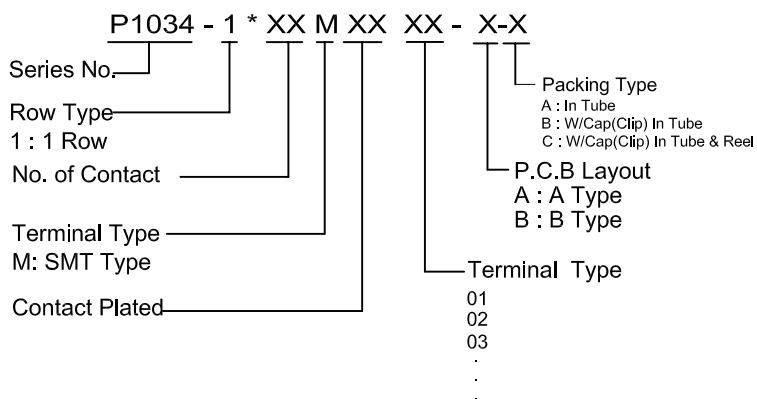 P1034 - 1 * XX M XX XX - X-X
Series No.
Row Type
1 : 1 Row
No. of Contact
Terminal Type
M: SMT Type
Contact Plated
Packing Type
A : In Tube
B : W/Cap(Clip) In Tube
C : W/Cap(Clip) In Tube & Reel
P.C.B Layout
A : A Type
B : B Type
Terminal Type
01
02
03
.
.
.